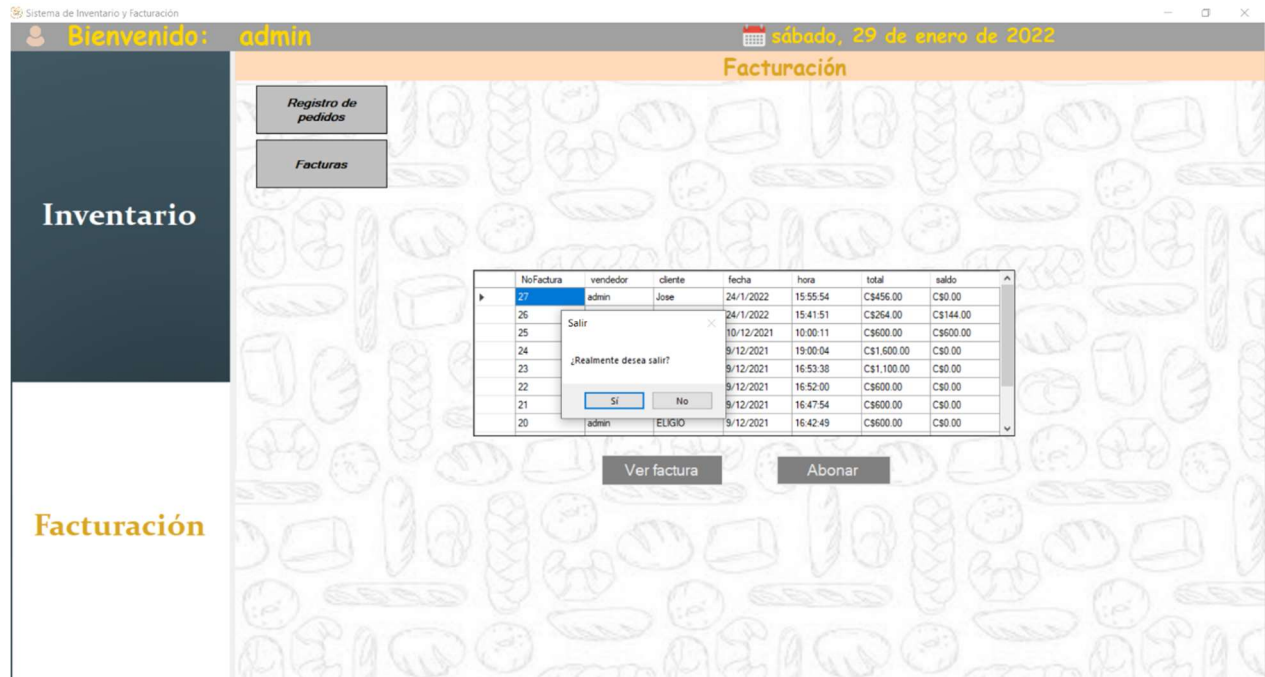 Sistema de Inventario y Facturación
Bienvenido: admin
sábado, 29 de enero de 2022
Facturación
Registro de
pedidos
Facturas
Inventario
Facturación
NoFactura vendedor cliente fecha hora total saldo
27 admin Jose 24/1/2022 15:55:54 C$456.00 C$0.00
26 24/1/2022 15:41:51 C$264.00 C$144.00
25 10/12/2021 10:00:11 C$600.00 C$600.00
24 9/12/2021 19:00:04 C$1,600.00 C$0.00
23 9/12/2021 16:53:38 C$1,100.00 C$0.00
22 9/12/2021 16:52:00 C$600.00 C$0.00
21 9/12/2021 16:47:54 C$600.00 C$0.00
20 admin ELIGIO 9/12/2021 16:42:49 C$600.00 C$0.00
Salir
¿Realmente desea salir?
Sí No
Ver factura Abonar